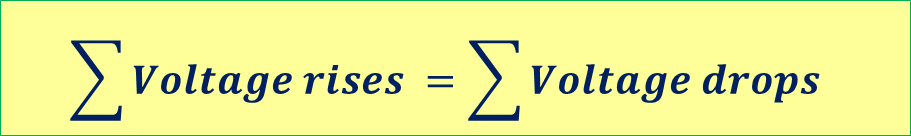 ∑ Voltage rises = ∑ Voltage drops